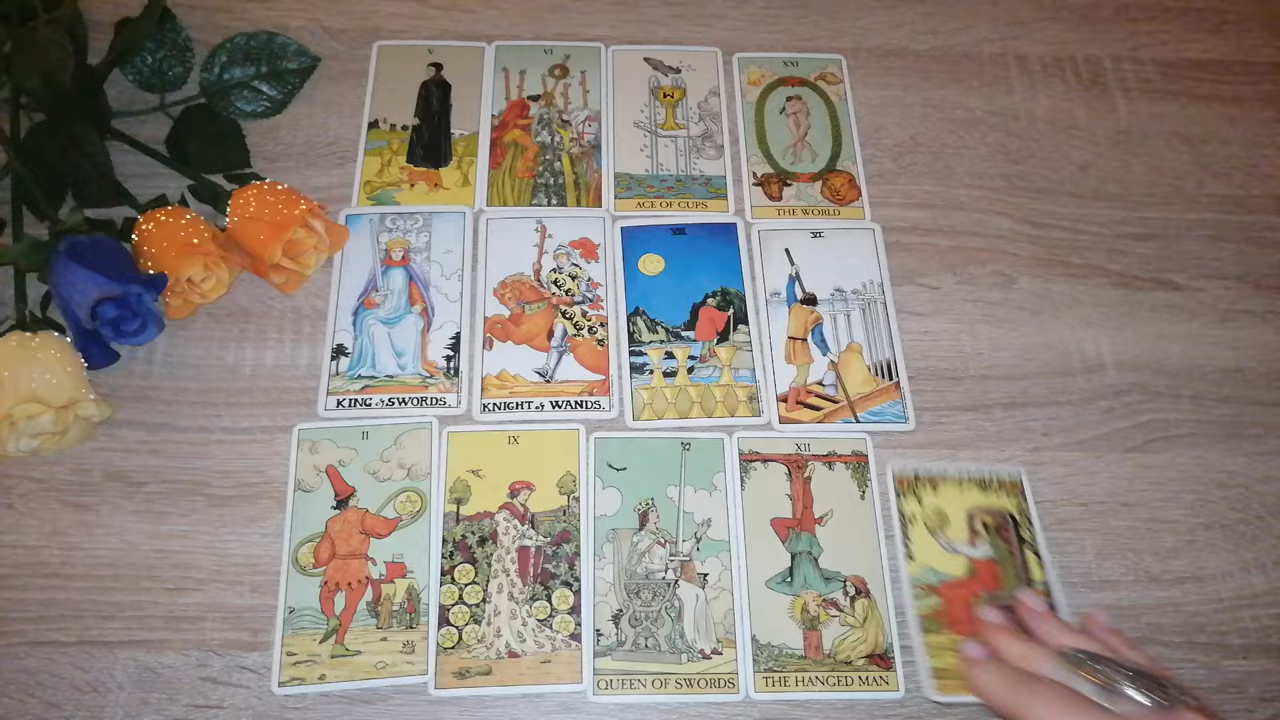 V
VI
ACE OF CUPS
XXI
THE WORLD
KING of SWORDS.
KNIGHT of WANDS.
VIII
VI
II
IX
QUEEN OF SWORDS
XII
THE HANGED MAN